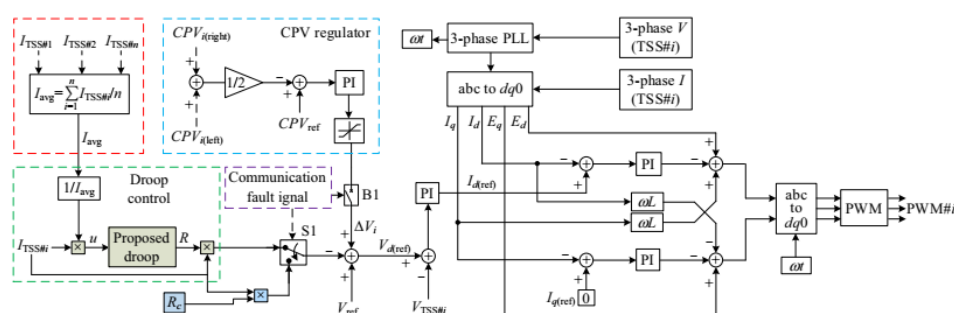 I_TSS#1 I_TSS#2 I_TSS#n
I_avg=∑_{i=1}^{n}I_TSS#i/n
I_avg
1/I_avg
Droop
control
I_TSS#i
u
Proposed
droop
R
R_c
CPV_i(right)
CPV regulator
1/2
PI
CPV_i(left)
CPV_ref
Communication
fault ignal
B1
S1
ΔV_i
V_d(ref)
V_ref
V_TSS#i
PI
ωt
3-phase PLL
3-phase V
(TSS#i)
abc to dq0
3-phase I
(TSS#i)
I_q I_d E_q E_d
I_d(ref)
PI
ωL
ωL
PI
I_q(ref)
0
abc
to
dq0
ωt
PWM
PWM#i